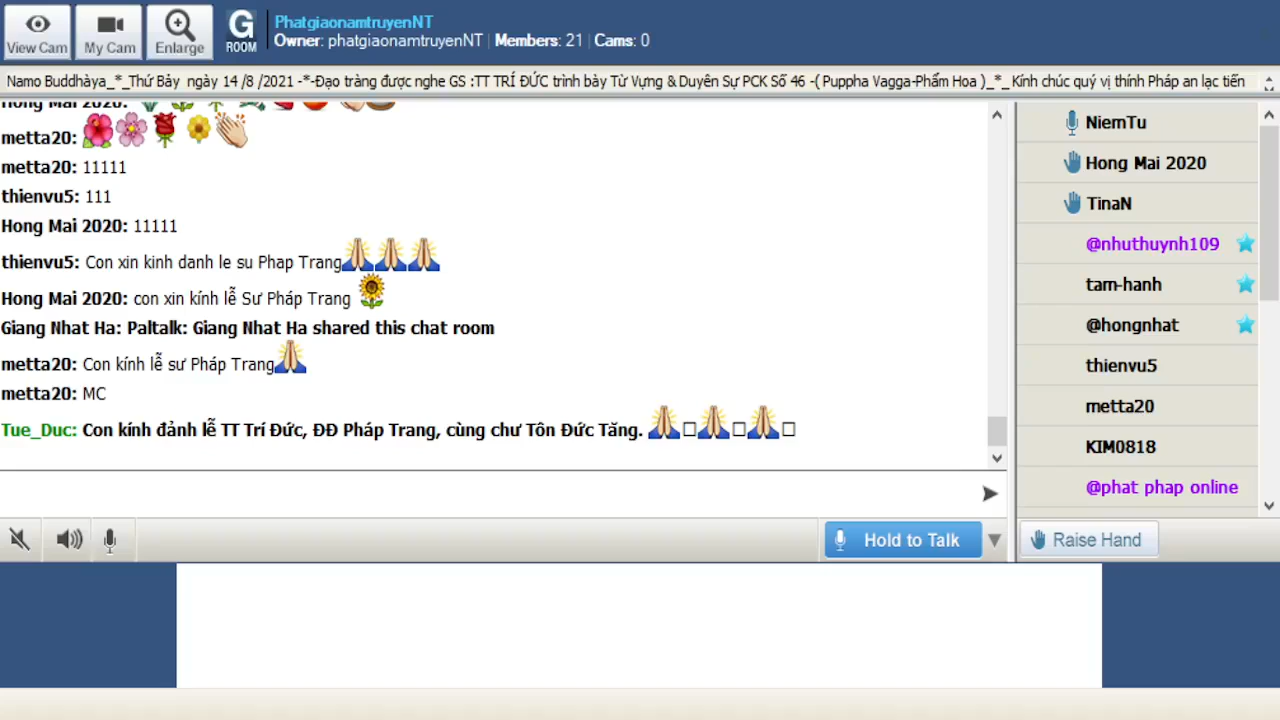 View Cam
My Cam
Enlarge
G
ROOM
PhatgiaonamtruyenNT
Owner: phatgiaonamtruyenNT | Members: 21 | Cams: 0
Namo Buddhàya_*_Thứ Bảy ngày 14 /8 /2021 -*-Đạo tràng được nghe GS :TT TRÍ ĐỨC trình bày Từ Vựng & Duyên Sự PCK Số 46 -( Puppha Vagga-Phẩm Hoa )_*_ Kính chúc quý vị thính Pháp an lạc tiến
Hong Mai 2020:
metta20:
metta20: 11111
thienvu5: 111
Hong Mai 2020: 11111
thienvu5: Con xin kinh danh le su Phap Trang
Hong Mai 2020: con xin kính lễ Sư Pháp Trang
Giang Nhat Ha: Paltalk: Giang Nhat Ha shared this chat room
metta20: Con kính lễ sư Pháp Trang
metta20: MC
Tue_Duc: Con kính đảnh lễ TT Trí Đức, ĐĐ Pháp Trang, cùng chư Tôn Đức Tăng.
NiemTu
Hong Mai 2020
TinaN
@nhuthuynh109
tam-hanh
@hongnhat
thienvu5
metta20
KIM0818
@phat phap online
Hold to Talk
Raise Hand